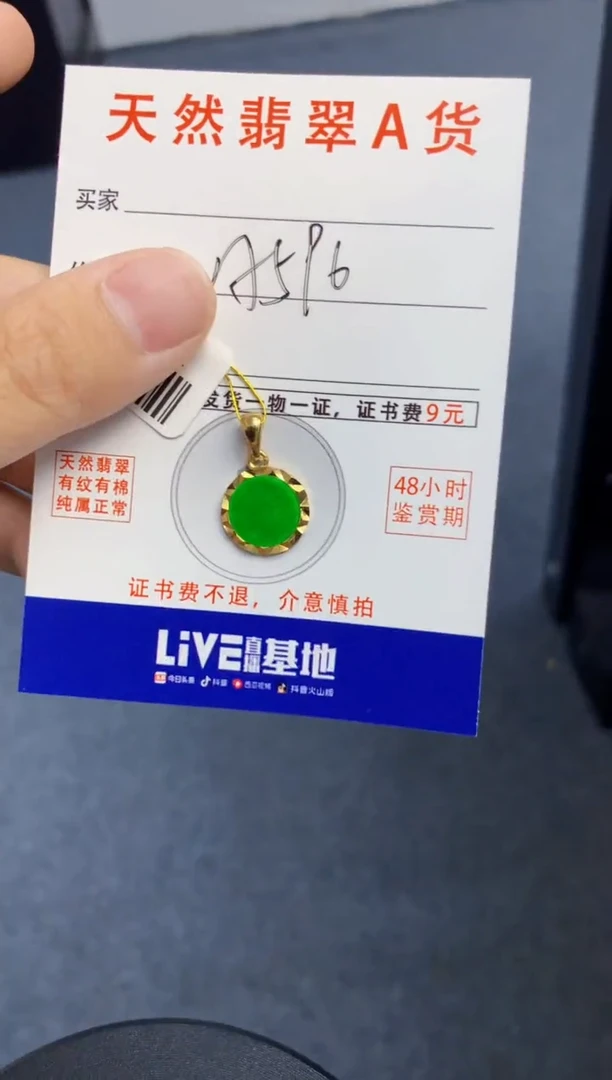 天然翡翠A货
买家
A596
发货一物一证，证书费9元
天然翡翠
有纹有棉
纯属正常
48小时
鉴赏期
证书费不退，介意慎拍
LiVE直播基地
今日头条 抖音 西瓜视频 抖音火山版